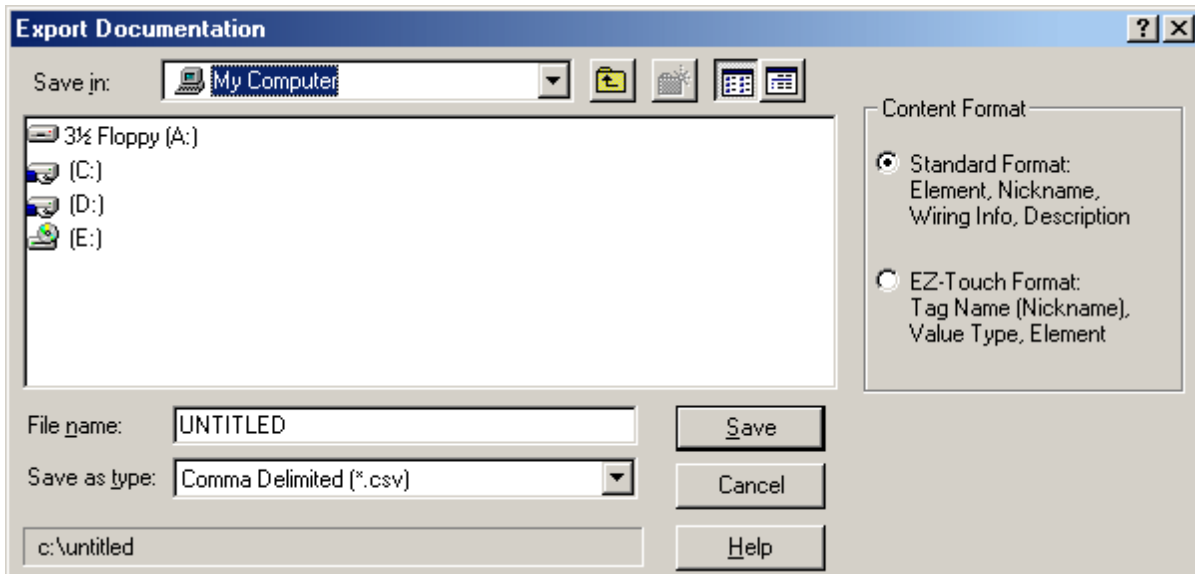 Export Documentation
Save in:
My Computer
3½ Floppy (A:)
(C:)
(D:)
(E:)
Content Format
Standard Format:
Element, Nickname,
Wiring Info, Description
EZ-Touch Format:
Tag Name (Nickname),
Value Type, Element
File name:
UNTITLED
Save
Save as type:
Comma Delimited (*.csv)
Cancel
c:\untitled
Help